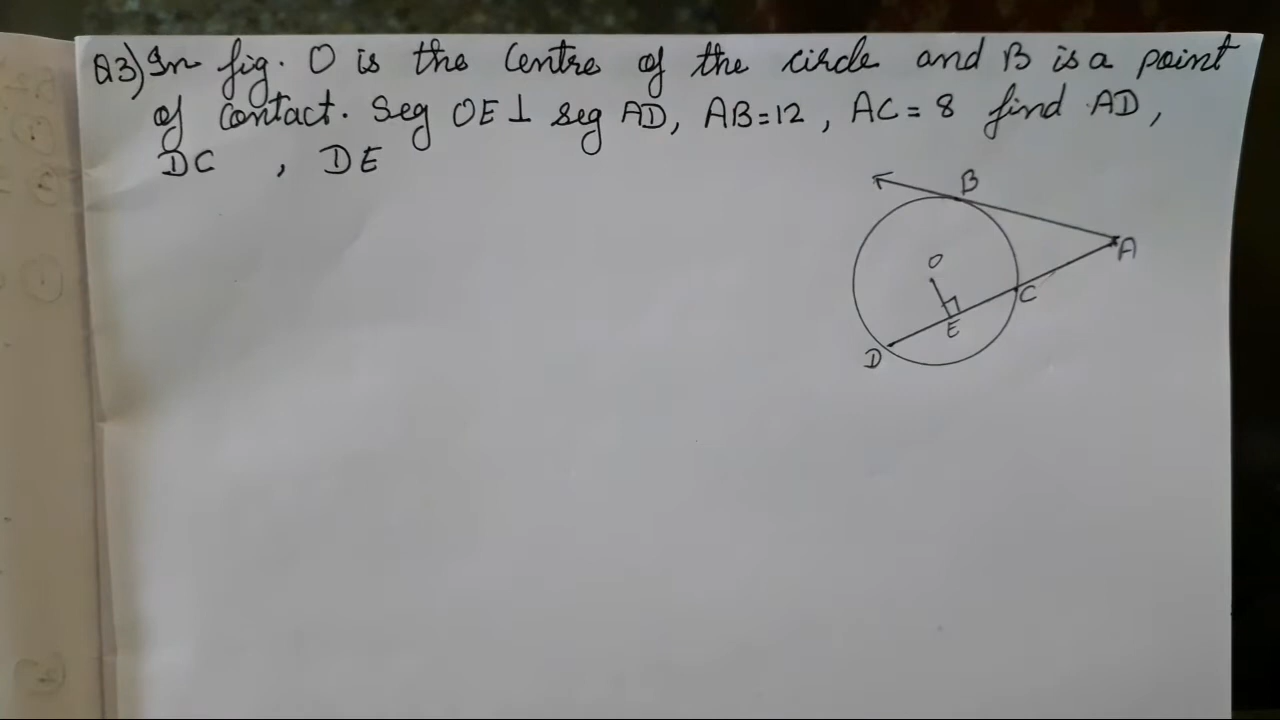 Q3) In fig. O is the Centre of the circle and B is a point
of Contact. Seg OE ⊥ seg AD, AB=12, AC=8 find AD,
DC , DE
B
A
O
C
E
D